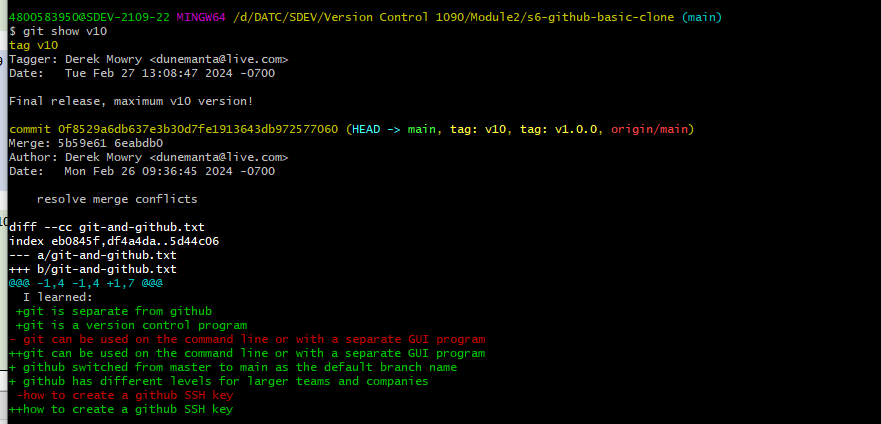 4800583950@SDEV-2109-22 MINGW64 /d/DATC/SDEV/Version Control 1090/Module2/s6-github-basic-clone (main)
$ git show v10
tag v10
Tagger: Derek Mowry <dunemanta@live.com>
Date:   Tue Feb 27 13:08:47 2024 -0700

Final release, maximum v10 version!

commit 0f8529a6db637e3b30d7fe1913643db972577060 (HEAD -> main, tag: v10, tag: v1.0.0, origin/main)
Merge: 5b59e61 6eabdb0
Author: Derek Mowry <dunemanta@live.com>
Date:   Mon Feb 26 09:36:45 2024 -0700

    resolve merge conflicts

diff --cc git-and-github.txt
index eb0845f,df4a4da..5d44c06
--- a/git-and-github.txt
+++ b/git-and-github.txt
@@@ -1,4 -1,4 +1,7 @@@
  I learned:
 +git is separate from github
 +git is a version control program
- git can be used on the command line or with a separate GUI program
++git can be used on the command line or with a separate GUI program
+ github switched from master to main as the default branch name
+ github has different levels for larger teams and companies
 -how to create a github SSH key
++how to create a github SSH key